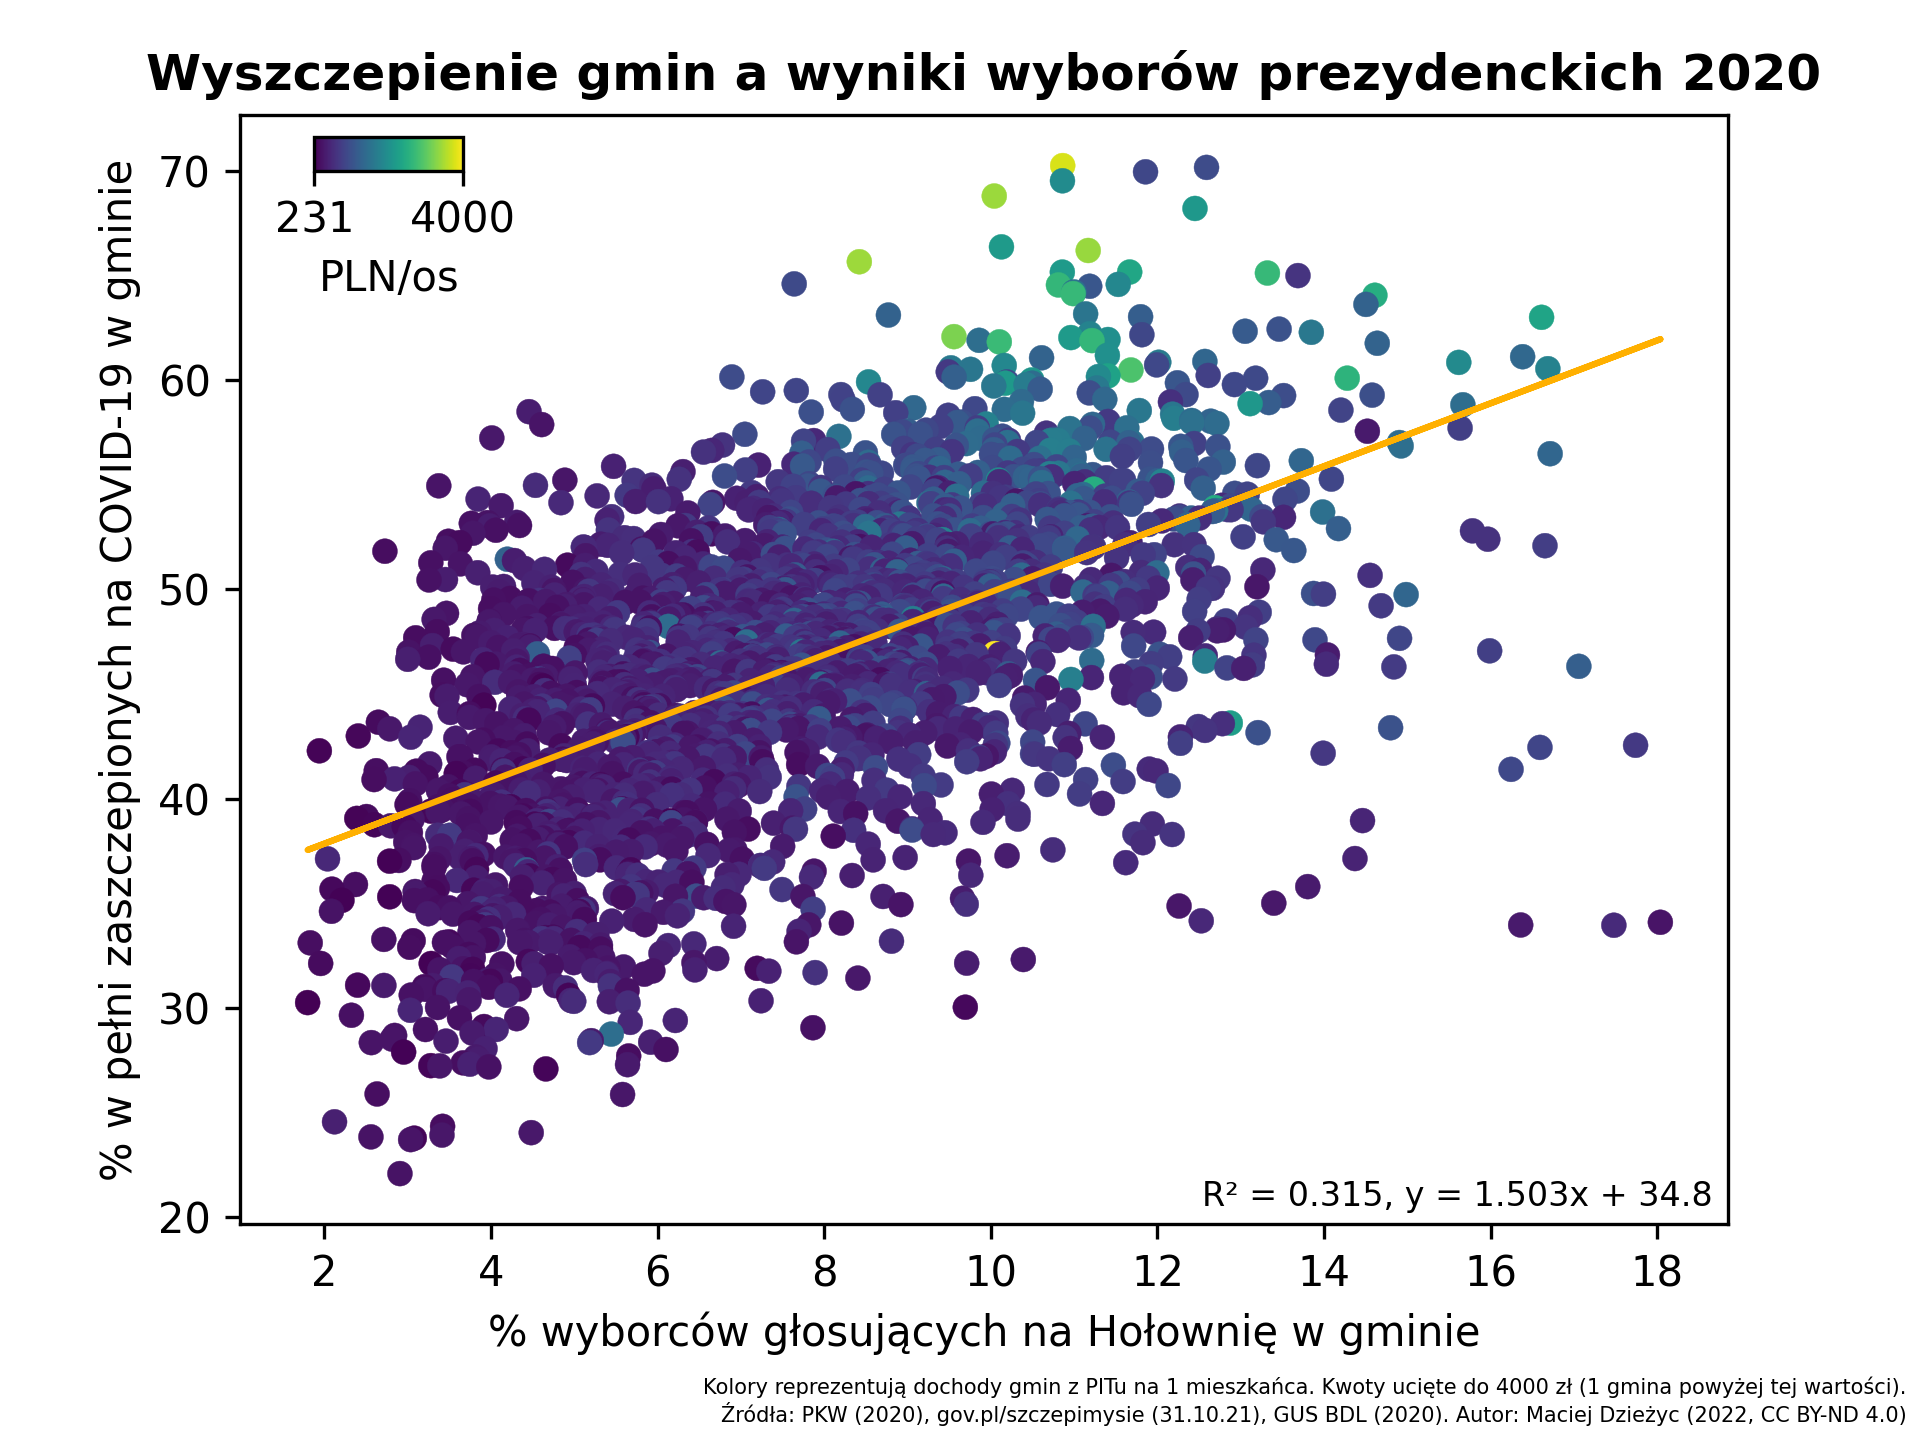 Wyszczepienie gmin a wyniki wyborów prezydenckich 2020
% w pełni zaszczepionych na COVID-19 w gminie
70
60
50
40
30
20
231 4000
PLN/os
R² = 0.315, y = 1.503x + 34.8
2 4 6 8 10 12 14 16 18
% wyborców głosujących na Hołownię w gminie
Kolory reprezentują dochody gmin z PITu na 1 mieszkańca. Kwoty ucięte do 4000 zł (1 gmina powyżej tej wartości).
Źródła: PKW (2020), gov.pl/szczepimysie (31.10.21), GUS BDL (2020). Autor: Maciej Dzieżyc (2022, CC BY-ND 4.0)